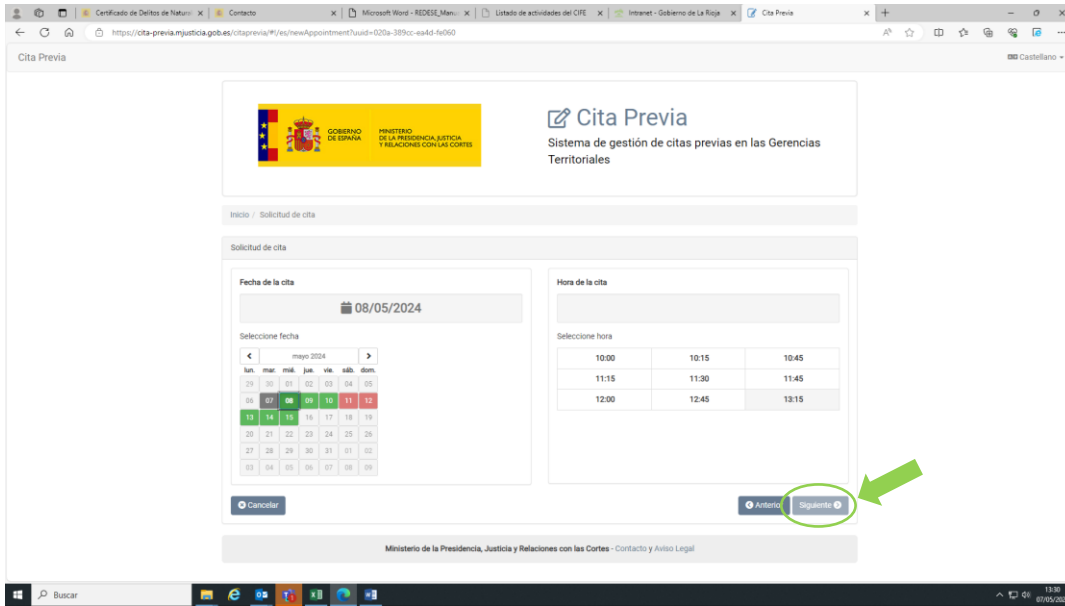 Certificado de Delitos de Natural
Contacto
Microsoft Word - REDESE_Manu
Listado de actividades del CIFE
Intranet - Gobierno de La Rioja
Cita Previa
https://cita-previa.mjusticia.gob.es/citaprevia/#!/es/newAppointment?uuid=020a-389cc-ea4d-fe060
Cita Previa
Castellano
GOBIERNO DE ESPAÑA
MINISTERIO DE LA PRESIDENCIA, JUSTICIA Y RELACIONES CON LAS CORTES
Cita Previa
Sistema de gestión de citas previas en las Gerencias
Territoriales
Inicio / Solicitud de cita
Solicitud de cita
Fecha de la cita
08/05/2024
Seleccione fecha
mayo 2024
lun. mar. mié. jue. vie. sáb. dom.
29 30 01 02 03 04 05
06 07 08 09 10 11 12
13 14 15 16 17 18 19
20 21 22 23 24 25 26
27 28 29 30 31 01 02
03 04 05 06 07 08 09
Hora de la cita
Seleccione hora
10:00 10:15 10:45
11:15 11:30 11:45
12:00 12:45 13:15
Cancelar
Anterior
Siguiente
Ministerio de la Presidencia, Justicia y Relaciones con las Cortes - Contacto y Aviso Legal
Buscar
13:30
07/05/202